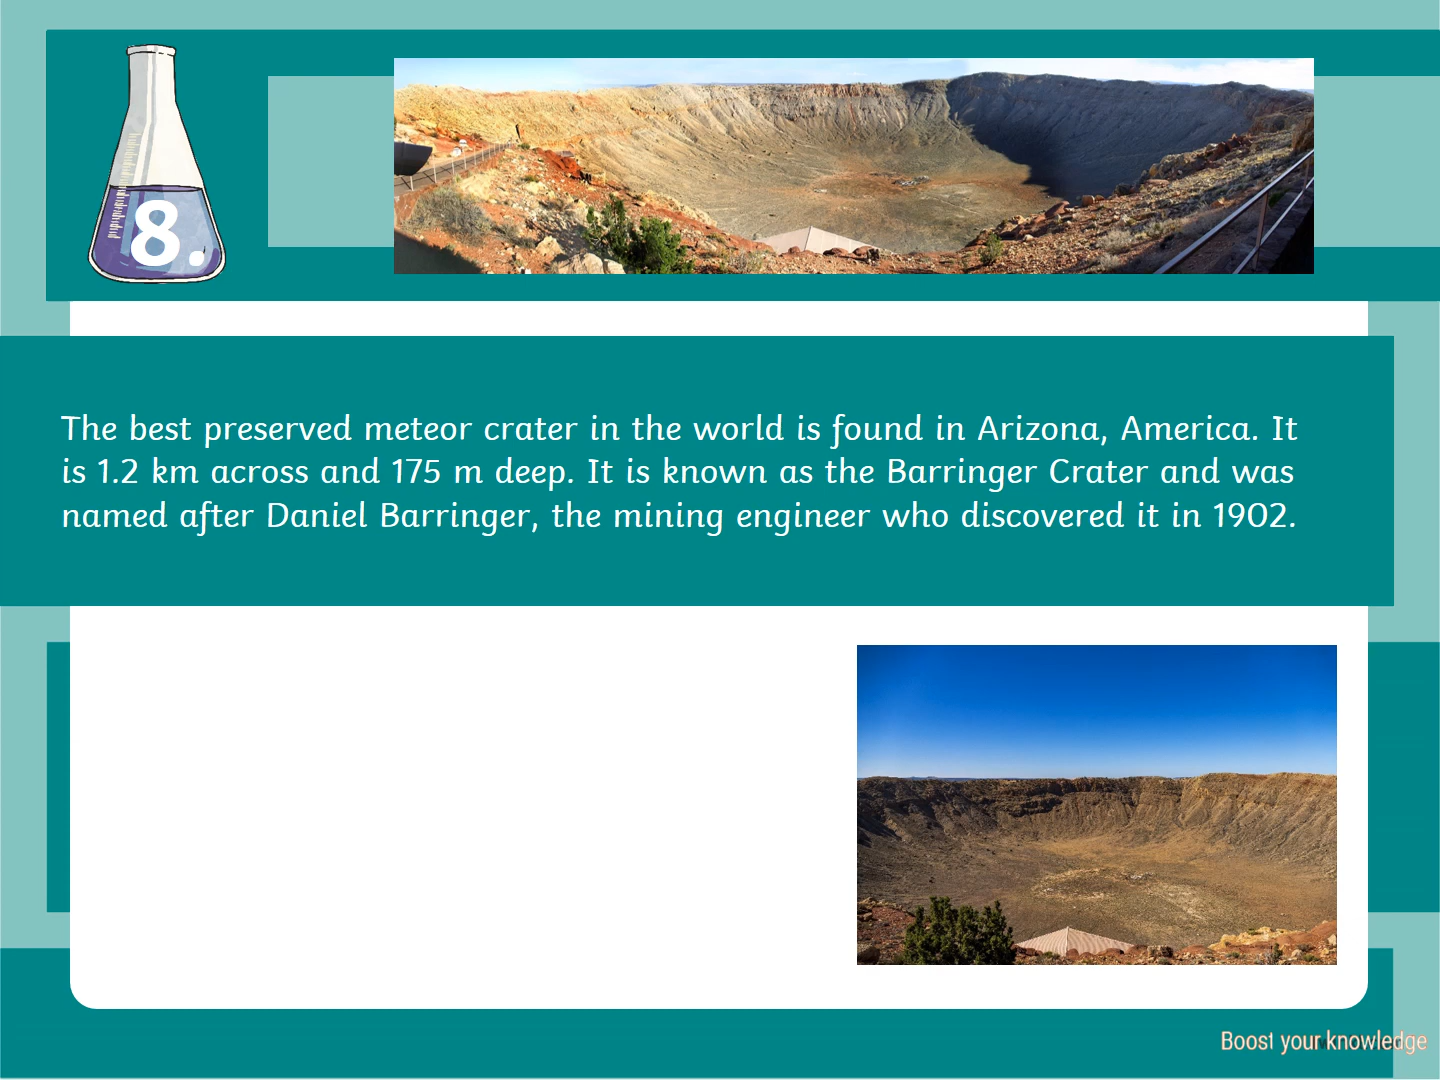 8.
The best preserved meteor crater in the world is found in Arizona, America. It
is 1.2 km across and 175 m deep. It is known as the Barringer Crater and was
named after Daniel Barringer, the mining engineer who discovered it in 1902.
Boost your knowledge